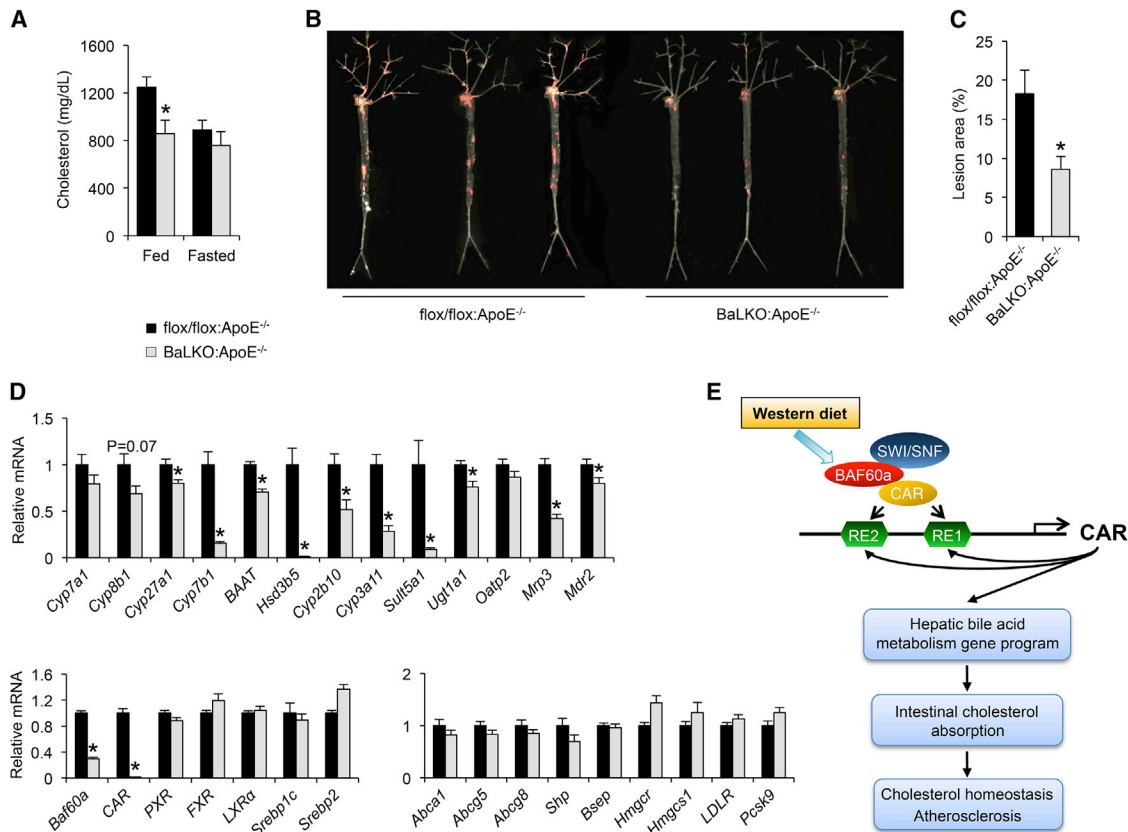 A
Cholesterol (mg/dL)
1600
1200
800
400
0
*
Fed Fasted
flox/flox:ApoE-/-
BaLKO:ApoE-/-
B
flox/flox:ApoE-/- BaLKO:ApoE-/-
C
Lesion area (%)
25
20
15
10
5
0
*
flox/flox:ApoE-/-
BaLKO:ApoE-/-
D
Relative mRNA
1.5
1
0.5
0
P=0.07
* * * * * * * * * *
Cyp7a1 Cyp8b1 Cyp27a1 Cyp7b1 BAAT Hsd3b5 Cyp2b10 Cyp3a11 Sult5a1 Ugt1a1 Oatp2 Mrp3 Mdr2
Relative mRNA
1.6
1.2
0.8
0.4
0
* *
Baf60a CAR PXR FXR LXRα Srebp1c Srebp2
2
1
0
Abca1 Abcg5 Abcg8 Shp Bsep Hmgcr Hmgcs1 LDLR Pcsk9
E
Western diet
SWI/SNF
BAF60a
CAR
RE2 RE1 CAR
Hepatic bile acid
metabolism gene program
Intestinal cholesterol
absorption
Cholesterol homeostasis
Atherosclerosis